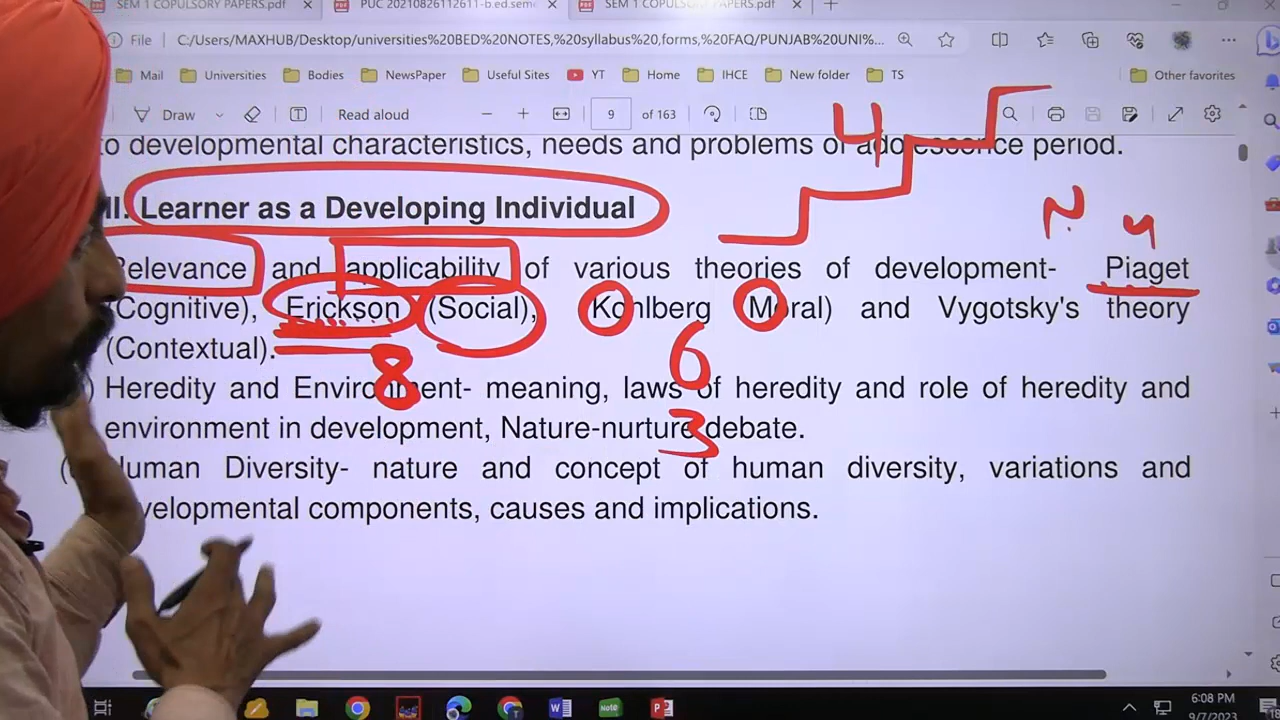 SEM 1 COPULSORY PAPERS.pdf
PUC 20210826112611-b.ed.seme
SEM 1 COPULSORY PAPERS.pdf
File C:/Users/MAXHUB/Desktop/universities%20BED%20NOTES,%20syllabus%20,forms,%20FAQ/PUNJAB%20UNI%...
Mail Universities Bodies NewsPaper Useful Sites YT Home IHCE New folder TS Other favorites
Draw Read aloud 9 of 163
4
to developmental characteristics, needs and problems of adolescence period.
II. Learner as a Developing Individual
N 4
Relevance and applicability of various theories of development- Piaget
(Cognitive), Erickson (Social), Kohlberg Moral) and Vygotsky's theory
(Contextual).
8 6
) Heredity and Environment- meaning, laws of heredity and role of heredity and
environment in development, Nature-nurture debate.
3
( Human Diversity- nature and concept of human diversity, variations and
velopmental components, causes and implications.
6:08 PM
9/7/2023